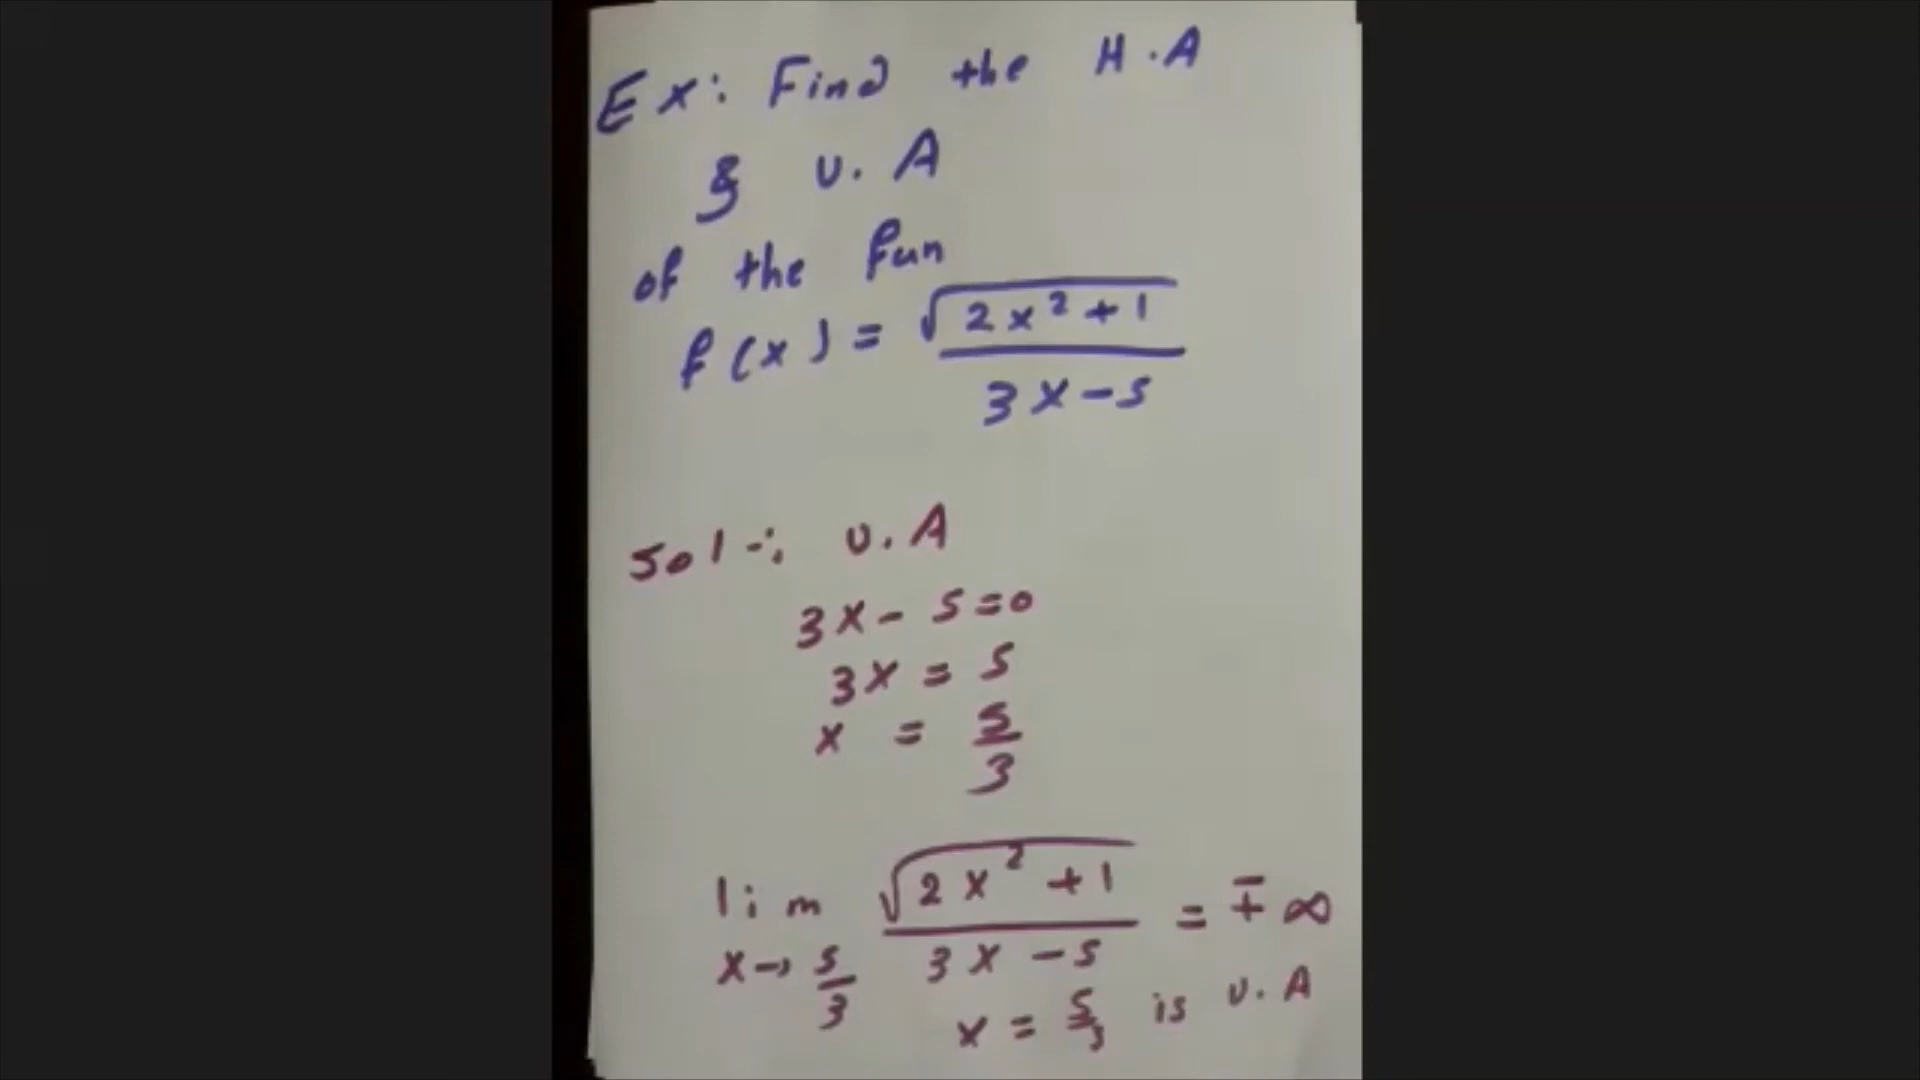 Ex: Find the H.A
& v.A
of the fun
f(x) = √(2x²+1) / (3x-5)
Sol-: v.A
3x-5=0
3x = 5
x = 5/3
lim x→5/3 √(2x²+1) / (3x-5) = ∓∞
x = 5/3 is v.A